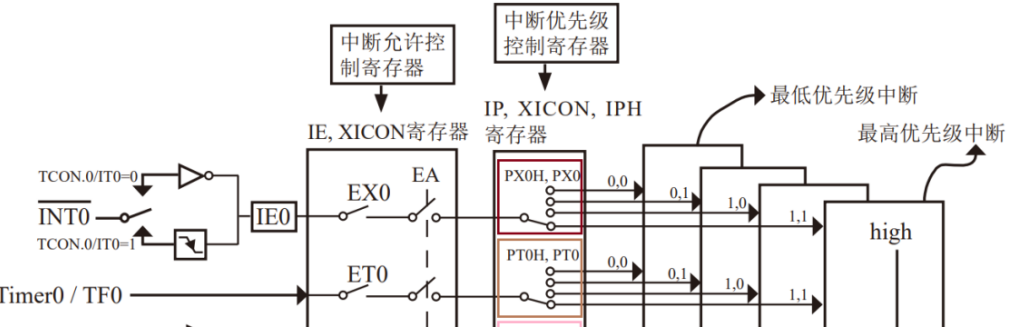 中断优先级
控制寄存器
中断允许控
制寄存器
IP, XICON, IPH
寄存器
IE, XICON寄存器
最低优先级中断
最高优先级中断
TCON.0/IT0=0
INT0
TCON.0/IT0=1
IE0
EX0
EA
PX0H, PX0
0,0
0,1
1,0
1,1
high
Timer0 / TF0
ET0
PT0H, PT0
0,0
0,1
1,0
1,1